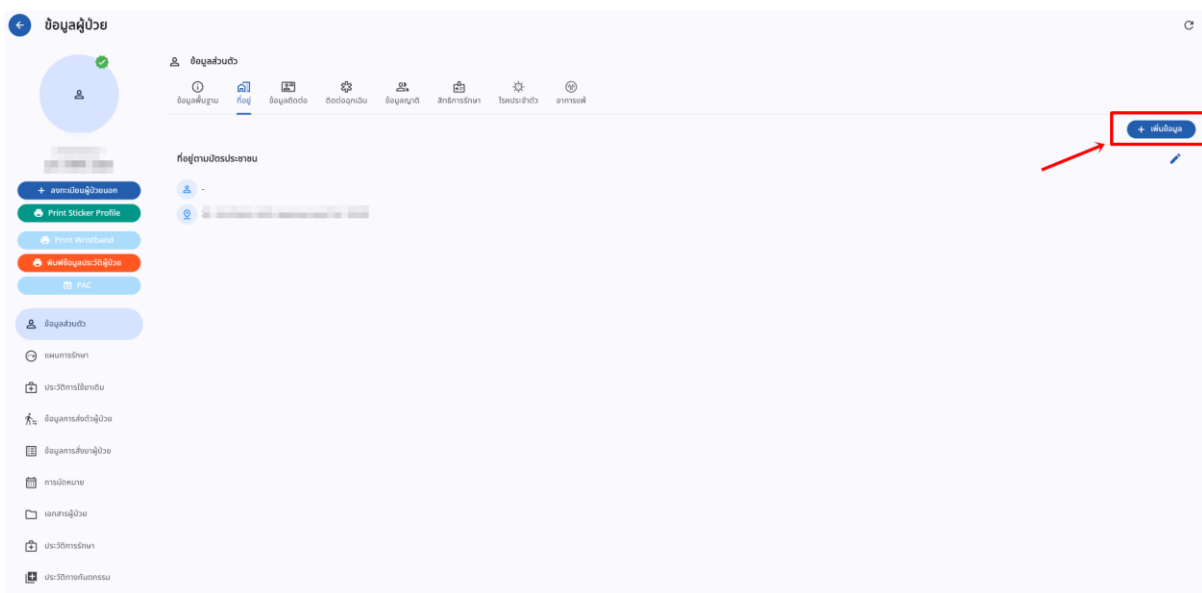 ข้อมูลผู้ป่วย
ข้อมูลส่วนตัว
ข้อมูลพื้นฐาน ที่อยู่ ข้อมูลติดต่อ ติดต่อฉุกเฉิน ข้อมูลญาติ สิทธิการรักษา โรคประจำตัว อาการแพ้
+ เพิ่มข้อมูล
ที่อยู่ตามบัตรประชาชน
-
+ ลงทะเบียนผู้ป่วยนอก
Print Sticker Profile
Print Wristband
พิมพ์ข้อมูลประวัติผู้ป่วย
PAC
ข้อมูลส่วนตัว
แผนการรักษา
ประวัติการใช้ยาเดิม
ข้อมูลการส่งตัวผู้ป่วย
ข้อมูลการสั่งยาผู้ป่วย
การนัดหมาย
เอกสารผู้ป่วย
ประวัติการรักษา
ประวัติทางทันตกรรม